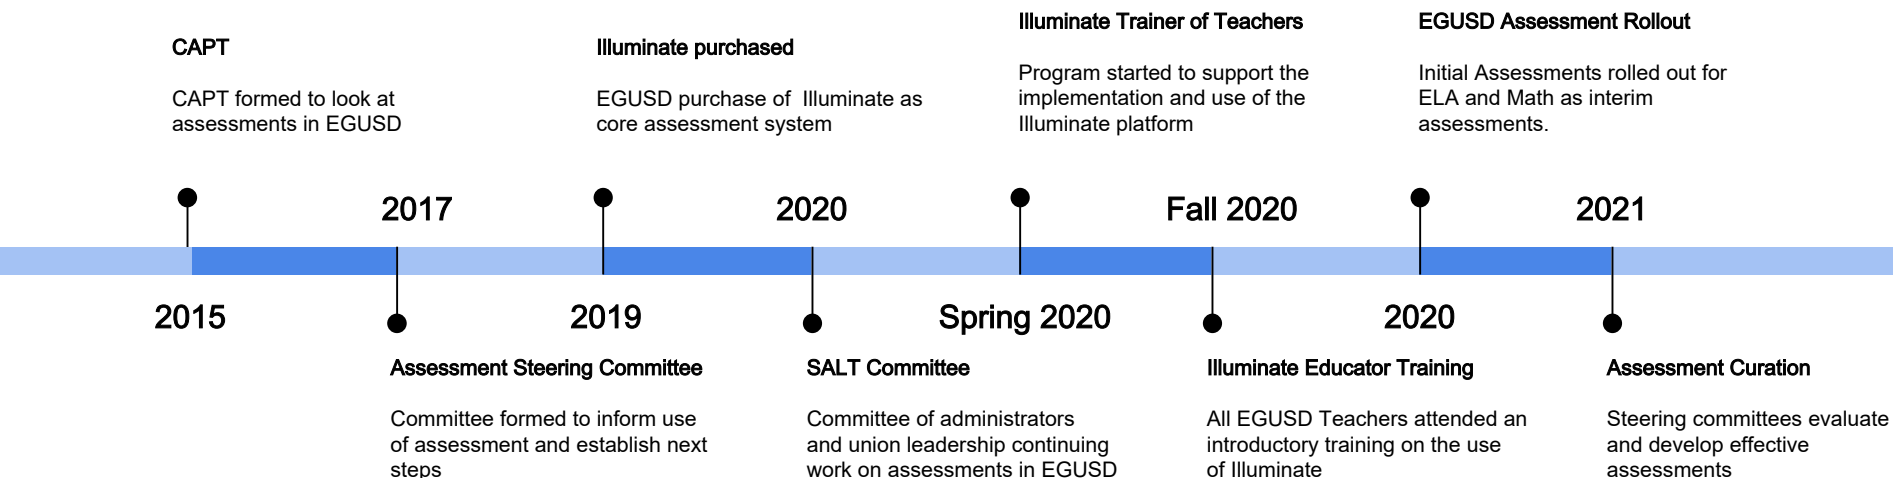 CAPT
CAPT formed to look at
assessments in EGUSD
2015
2017
Assessment Steering Committee
Committee formed to inform use
of assessment and establish next
steps
Illuminate purchased
EGUSD purchase of Illuminate as
core assessment system
2019
2020
SALT Committee
Committee of administrators
and union leadership continuing
work on assessments in EGUSD
Illuminate Trainer of Teachers
Program started to support the
implementation and use of the
Illuminate platform
Spring 2020
Fall 2020
Illuminate Educator Training
All EGUSD Teachers attended an
introductory training on the use
of Illuminate
EGUSD Assessment Rollout
Initial Assessments rolled out for
ELA and Math as interim
assessments.
2020
2021
Assessment Curation
Steering committees evaluate
and develop effective
assessments